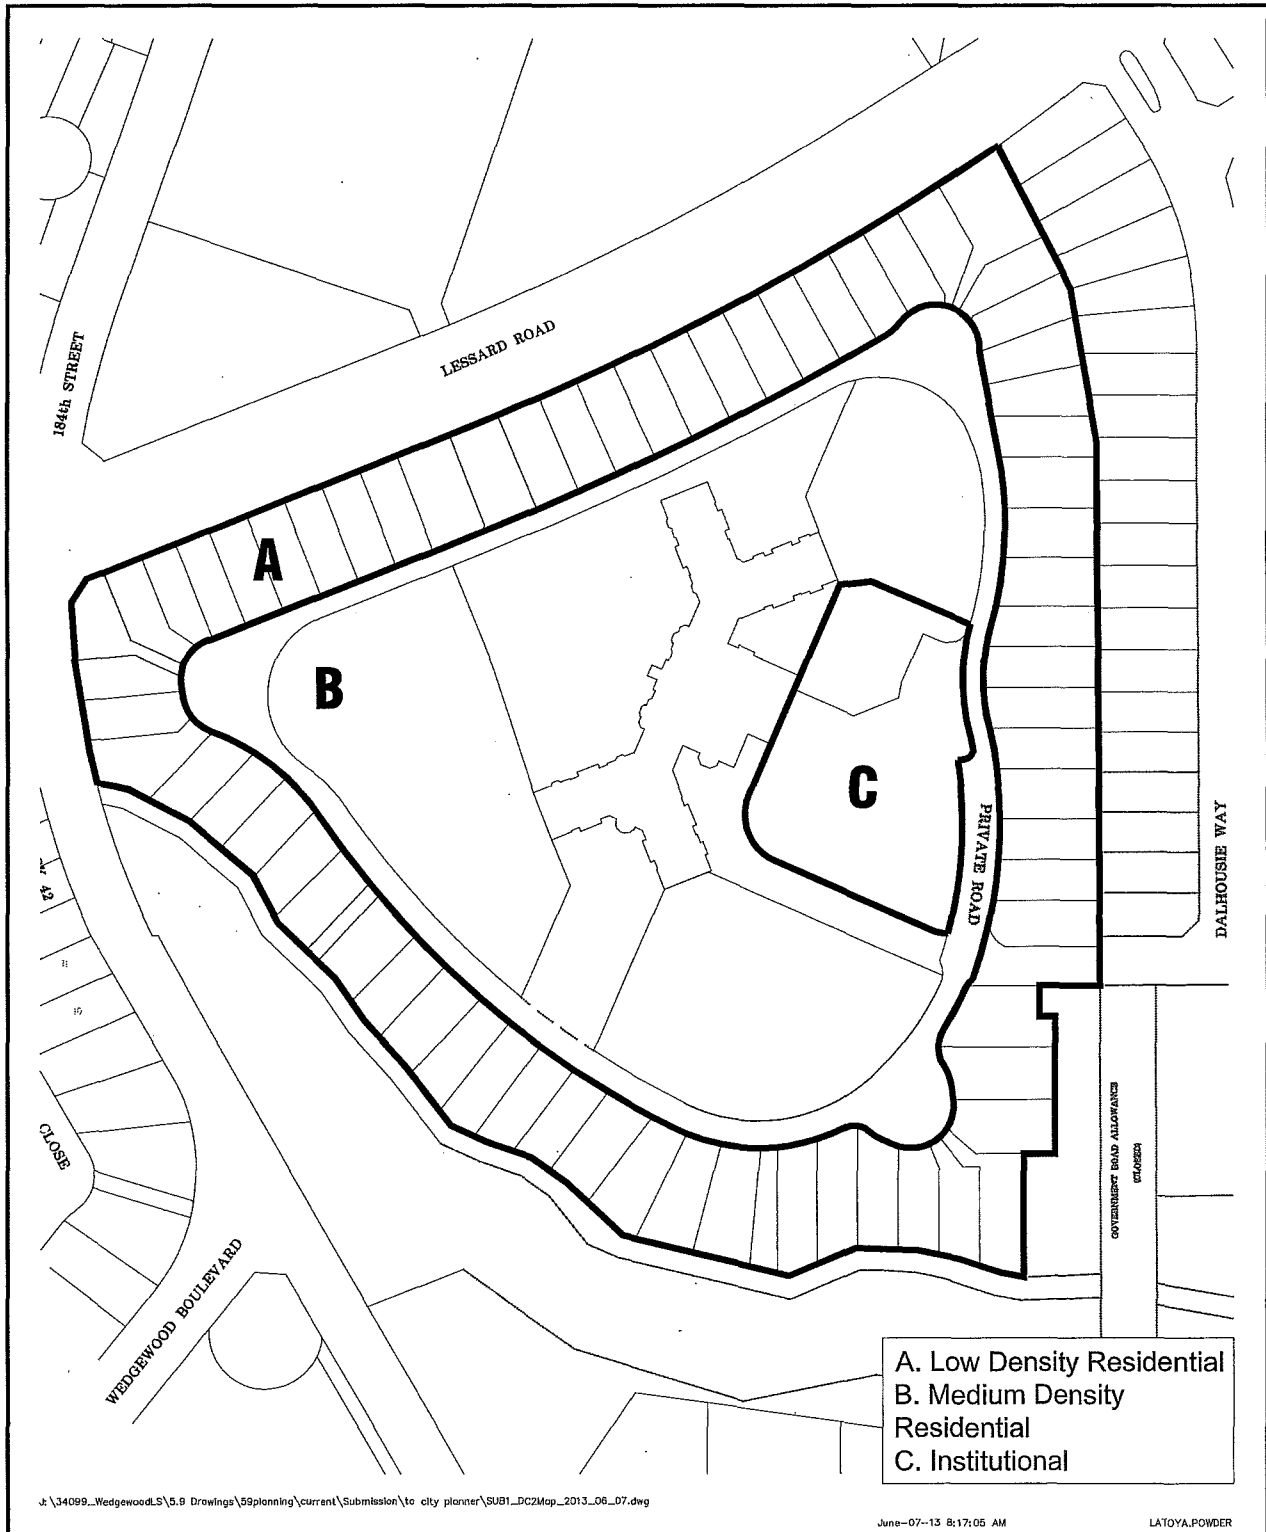 LESSARD ROAD
184th STREET
A
B
C
PRIVATE ROAD
DALHOUSIE WAY
42
CLOSE
GOVERNMENT ROAD ALLOWANCE
(CLOSED)
WEDGEWOOD BOULEVARD
A. Low Density Residential
B. Medium Density
Residential
C. Institutional
J:\34099_WedgewoodLS\5.9 Drawings\59planning\current\Submission\to city planner\SUB1_DC2Map_2013_06_07.dwg
June-07-13 8:17:05 AM
LATOYA.POWDER